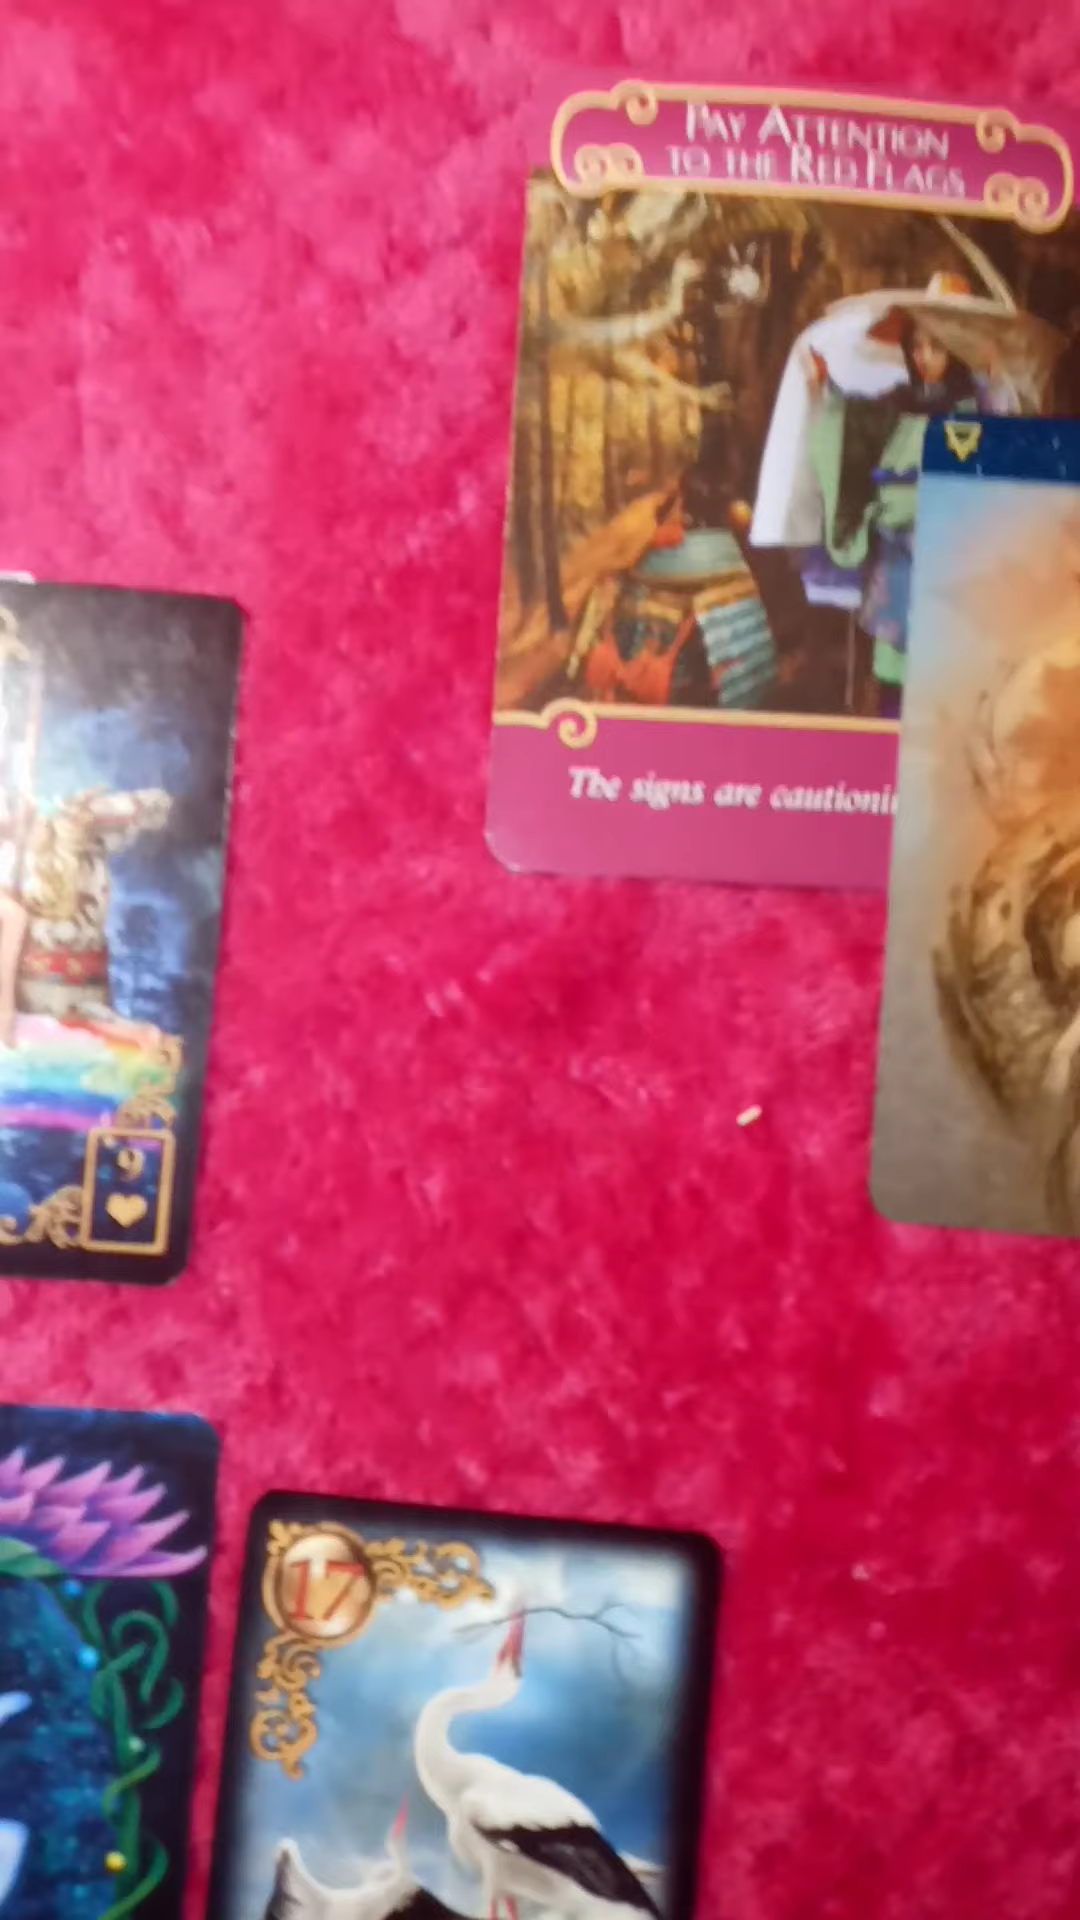 PAY ATTENTION
TO THE RED FLAGS
The signs are cautioni
9
17